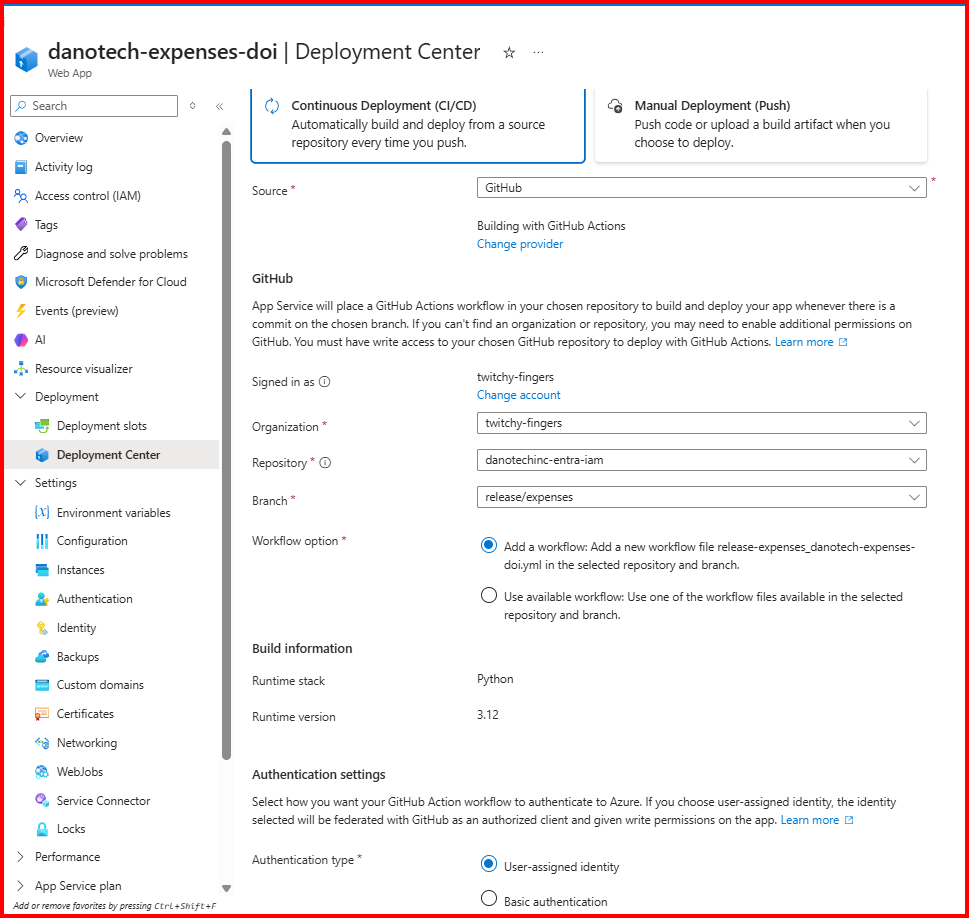 danotech-expenses-doi | Deployment Center
Web App
Search
Overview
Activity log
Access control (IAM)
Tags
Diagnose and solve problems
Microsoft Defender for Cloud
Events (preview)
AI
Resource visualizer
Deployment
Deployment slots
Deployment Center
Settings
Environment variables
Configuration
Instances
Authentication
Identity
Backups
Custom domains
Certificates
Networking
WebJobs
Service Connector
Locks
Performance
App Service plan
Add or remove favorites by pressing Ctrl+Shift+F
Continuous Deployment (CI/CD)
Automatically build and deploy from a source
repository every time you push.
Manual Deployment (Push)
Push code or upload a build artifact when you
choose to deploy.
Source *
GitHub
*
Building with GitHub Actions
Change provider
GitHub
App Service will place a GitHub Actions workflow in your chosen repository to build and deploy your app whenever there is a
commit on the chosen branch. If you can't find an organization or repository, you may need to enable additional permissions on
GitHub. You must have write access to your chosen GitHub repository to deploy with GitHub Actions. Learn more
Signed in as
twitchy-fingers
Change account
Organization *
twitchy-fingers
Repository *
danotechinc-entra-iam
Branch *
release/expenses
Workflow option *
Add a workflow: Add a new workflow file release-expenses_danotech-expenses-
doi.yml in the selected repository and branch.
Use available workflow: Use one of the workflow files available in the selected
repository and branch.
Build information
Runtime stack
Python
Runtime version
3.12
Authentication settings
Select how you want your GitHub Action workflow to authenticate to Azure. If you choose user-assigned identity, the identity
selected will be federated with GitHub as an authorized client and given write permissions on the app. Learn more
Authentication type *
User-assigned identity
Basic authentication